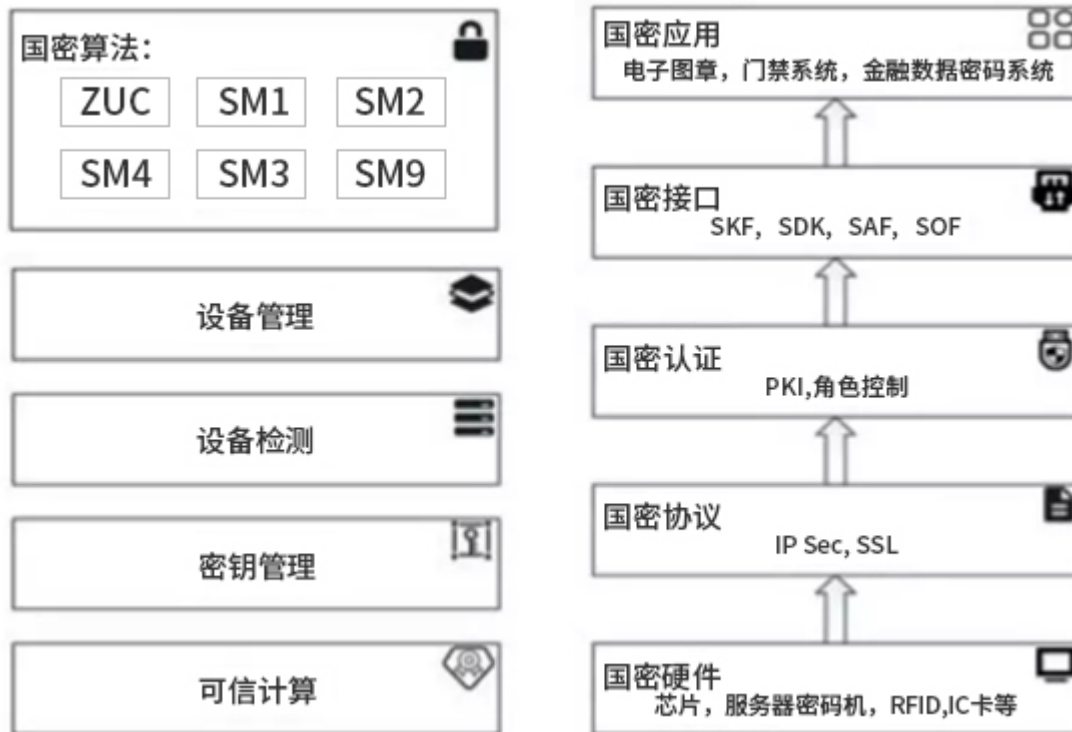 国密算法：
ZUC SM1 SM2
SM4 SM3 SM9
设备管理
设备检测
密钥管理
可信计算
国密应用
电子图章，门禁系统，金融数据密码系统
国密接口
SKF，SDK，SAF，SOF
国密认证
PKI,角色控制
国密协议
IP Sec, SSL
国密硬件
芯片，服务器密码机，RFID,IC卡等